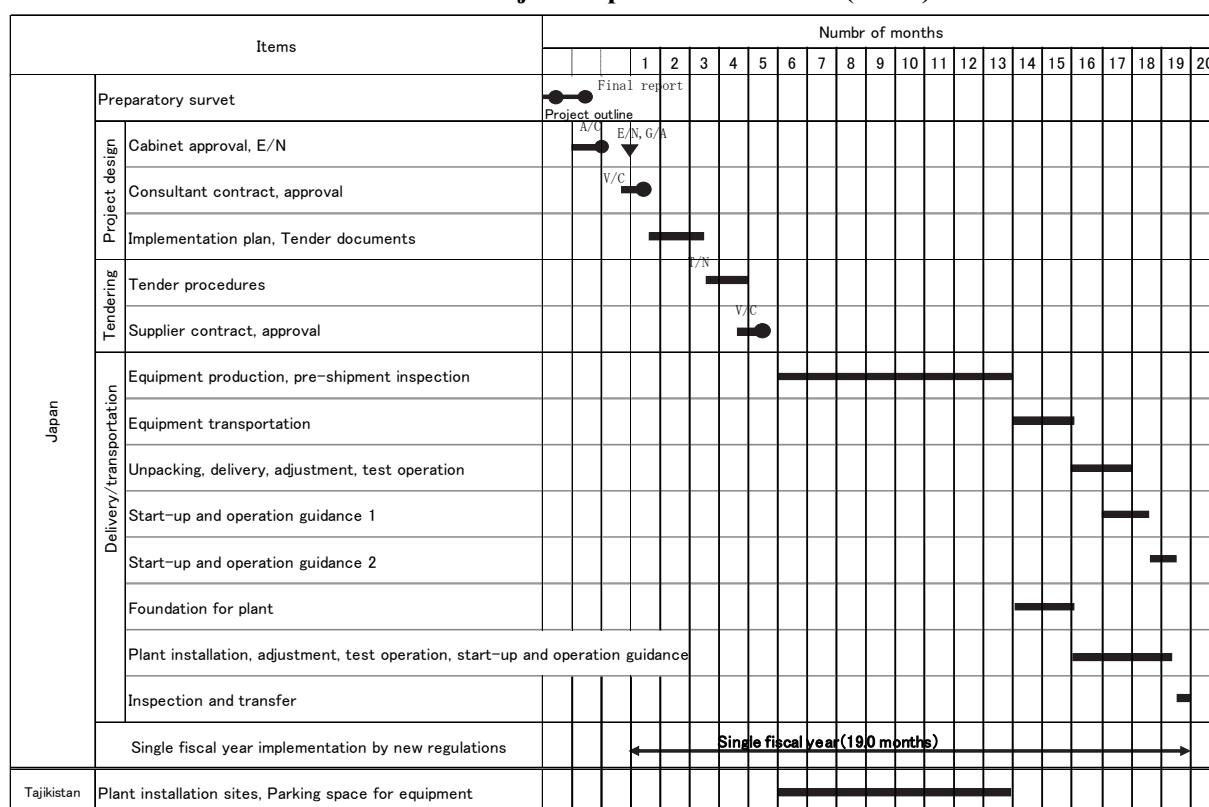 Numbr of months
Items
1 2 3 4 5 6 7 8 9 10 11 12 13 14 15 16 17 18 19 20
Final report
Preparatory survet
Project outline
A/C
E/N, G/A
Cabinet approval, E/N
V/C
Consultant contract, approval
Project design
Implementation plan, Tender documents
T/N
Tender procedures
Tendering
V/C
Supplier contract, approval
Equipment production, pre-shipment inspection
Equipment transportation
Japan
Unpacking, delivery, adjustment, test operation
Delivery/transportation
Start-up and operation guidance 1
Start-up and operation guidance 2
Foundation for plant
Plant installation, adjustment, test operation, start-up and operation guidance
Inspection and transfer
Single fiscal year implementation by new regulations
Single fiscal year(19.0 months)
Tajikistan
Plant installation sites, Parking space for equipment